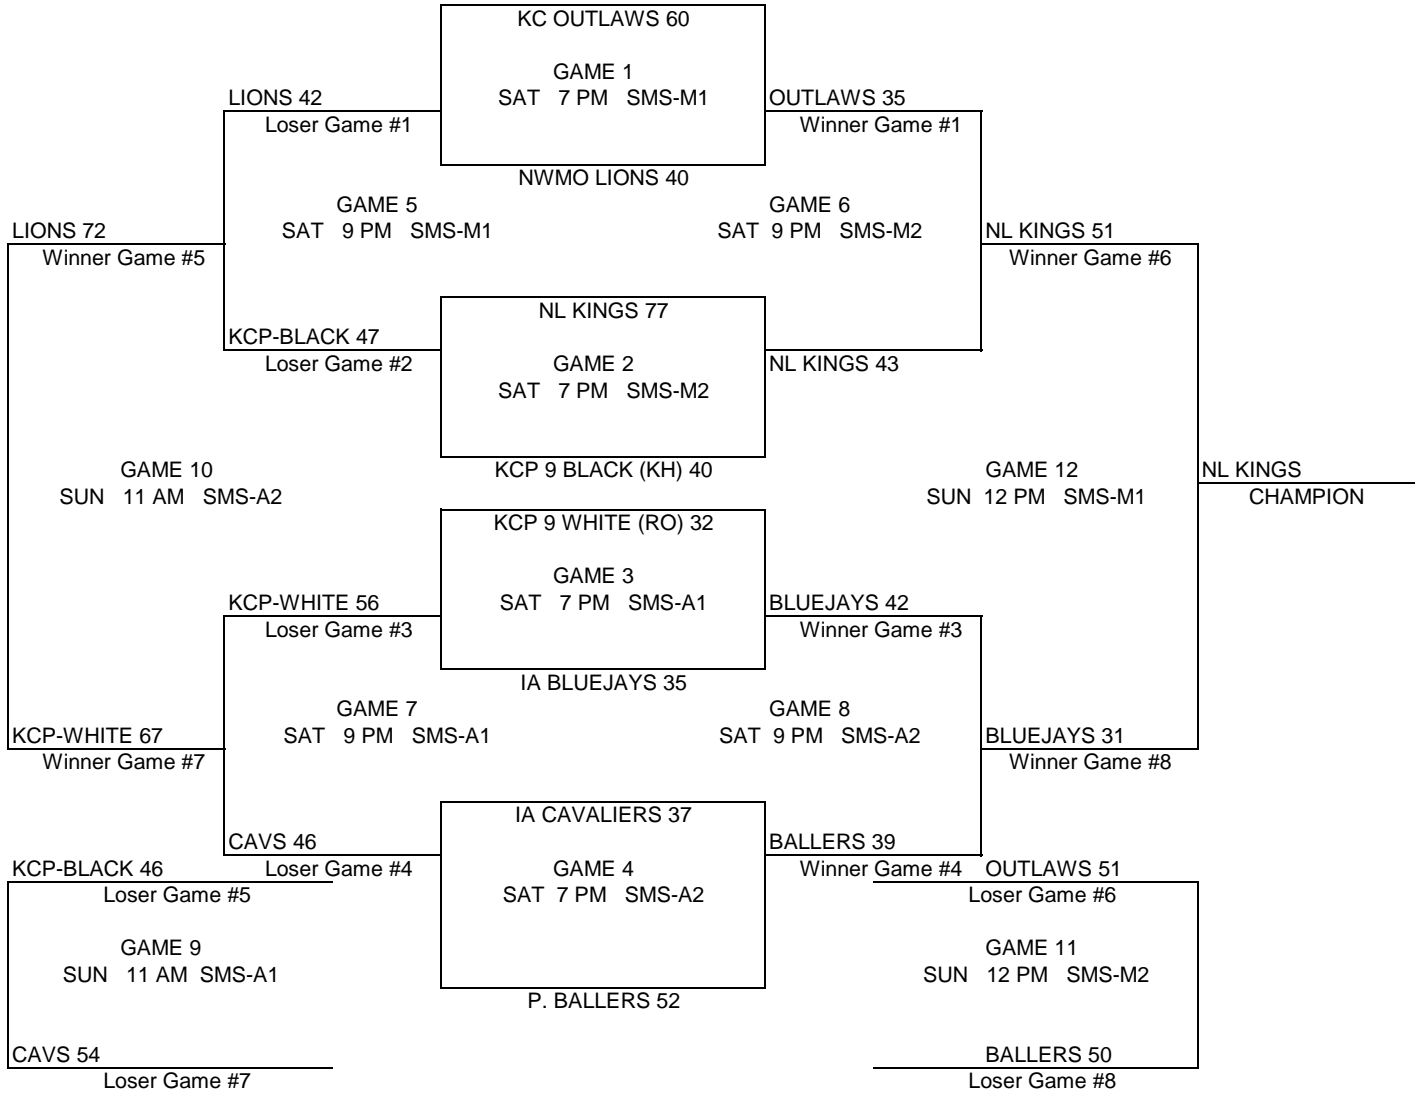 KC OUTLAWS 60
GAME 1
LIONS 42
SAT 7 PM SMS-M1
OUTLAWS 35
Loser Game #1
Winner Game #1
NWMO LIONS 40
GAME 5
GAME 6
LIONS 72
SAT 9 PM SMS-M1
SAT 9 PM SMS-M2
NL KINGS 51
Winner Game #5
Winner Game #6
NL KINGS 77
KCP-BLACK 47
Loser Game #2
GAME 2
NL KINGS 43
SAT 7 PM SMS-M2
GAME 10
KCP 9 BLACK (KH) 40
GAME 12
NL KINGS
SUN 11 AM SMS-A2
SUN 12 PM SMS-M1
CHAMPION
KCP 9 WHITE (RO) 32
GAME 3
KCP-WHITE 56
SAT 7 PM SMS-A1
BLUEJAYS 42
Loser Game #3
Winner Game #3
IA BLUEJAYS 35
GAME 7
GAME 8
KCP-WHITE 67
SAT 9 PM SMS-A1
SAT 9 PM SMS-A2
BLUEJAYS 31
Winner Game #7
Winner Game #8
IA CAVALIERS 37
CAVS 46
BALLERS 39
KCP-BLACK 46
Loser Game #4
GAME 4
Winner Game #4
OUTLAWS 51
Loser Game #5
SAT 7 PM SMS-A2
Loser Game #6
GAME 9
GAME 11
SUN 11 AM SMS-A1
SUN 12 PM SMS-M2
P. BALLERS 52
CAVS 54
BALLERS 50
Loser Game #7
Loser Game #8